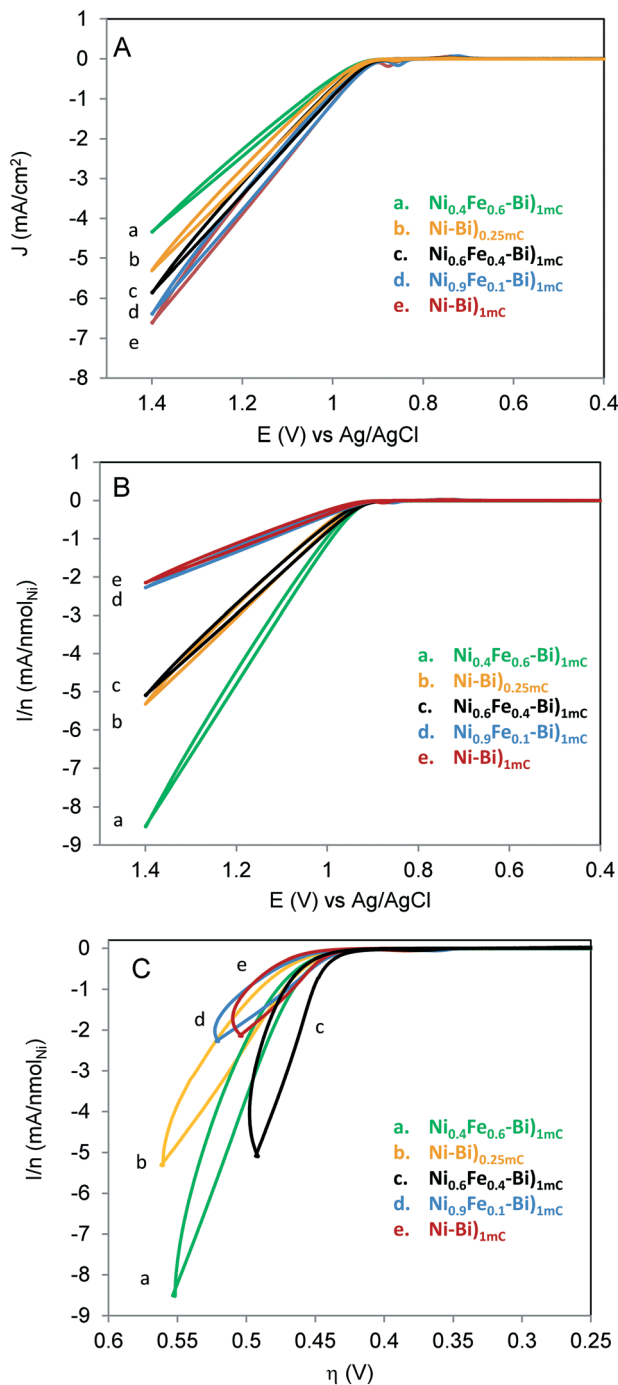 A
1
0
-1
-2
-3
-4
-5
-6
-7
-8
J (mA/cm²)
a
b
c
d
e
a. Ni₀.₄Fe₀.₆-Bi)₁mC
b. Ni-Bi)₀.₂₅mC
c. Ni₀.₆Fe₀.₄-Bi)₁mC
d. Ni₀.₉Fe₀.₁-Bi)₁mC
e. Ni-Bi)₁mC
1.4 1.2 1 0.8 0.6 0.4
E (V) vs Ag/AgCl
B
1
0
-1
-2
-3
-4
-5
-6
-7
-8
-9
I/n (mA/nmolNi)
e
d
c
b
a
a. Ni₀.₄Fe₀.₆-Bi)₁mC
b. Ni-Bi)₀.₂₅mC
c. Ni₀.₆Fe₀.₄-Bi)₁mC
d. Ni₀.₉Fe₀.₁-Bi)₁mC
e. Ni-Bi)₁mC
1.4 1.2 1 0.8 0.6 0.4
E (V) vs Ag/AgCl
C
0
-1
-2
-3
-4
-5
-6
-7
-8
-9
I/n (mA/nmolNi)
e
d
c
b
a
a. Ni₀.₄Fe₀.₆-Bi)₁mC
b. Ni-Bi)₀.₂₅mC
c. Ni₀.₆Fe₀.₄-Bi)₁mC
d. Ni₀.₉Fe₀.₁-Bi)₁mC
e. Ni-Bi)₁mC
0.6 0.55 0.5 0.45 0.4 0.35 0.3 0.25
η (V)